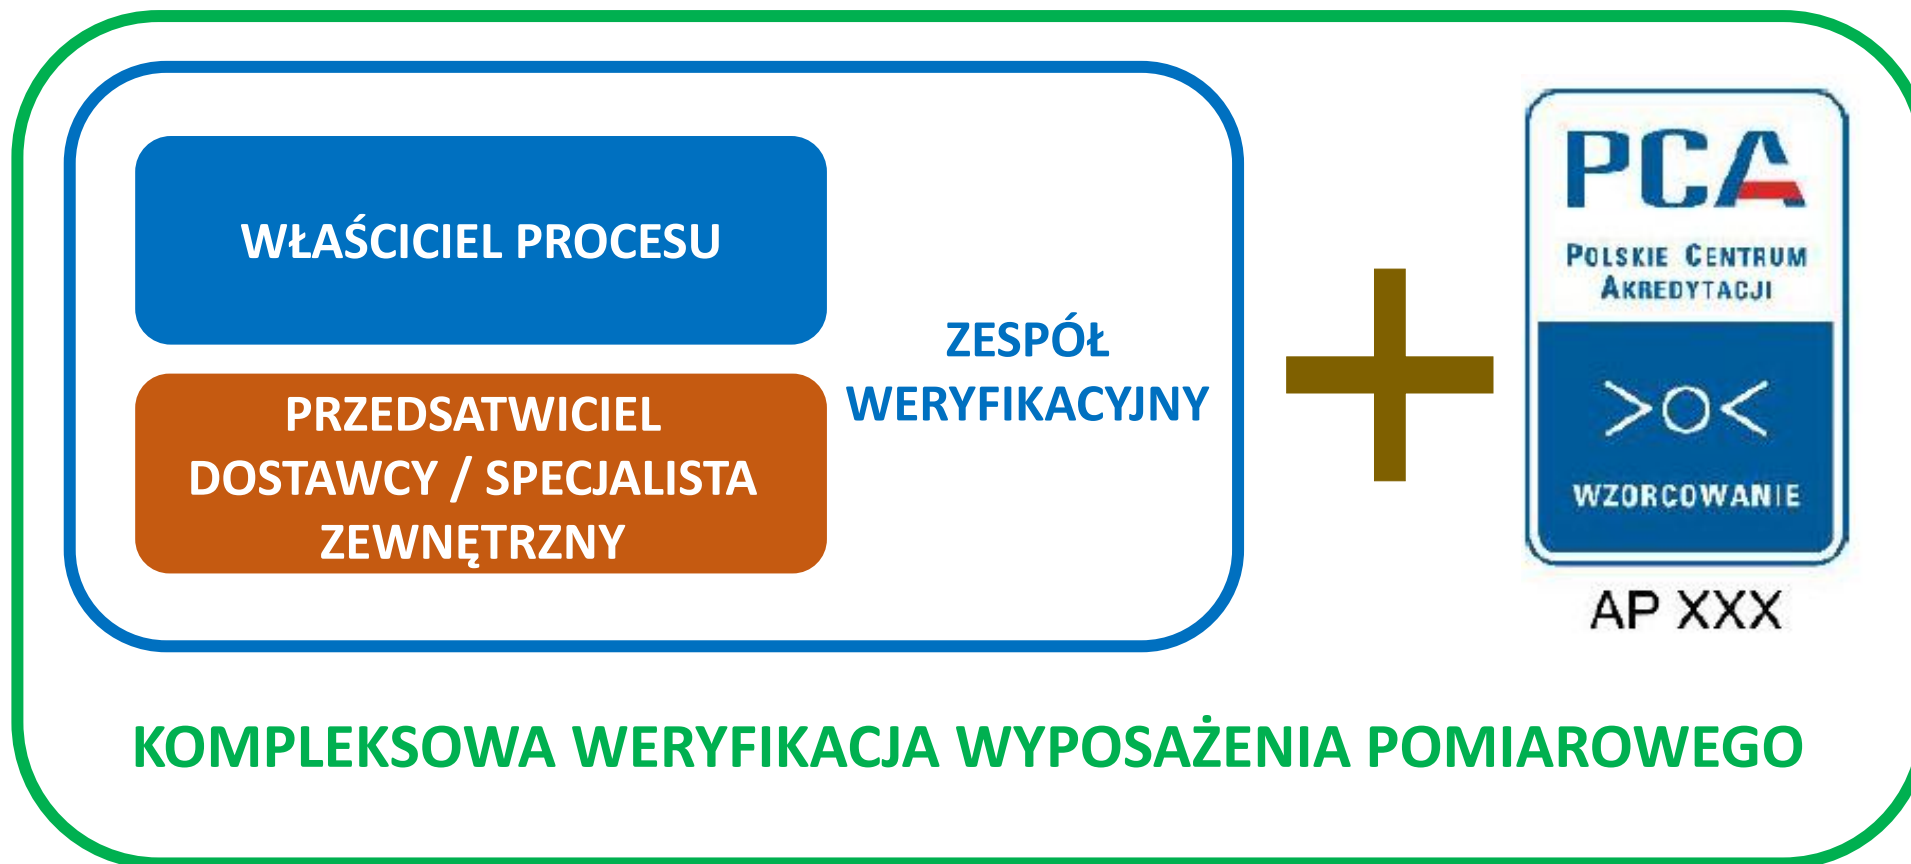 WŁAŚCICIEL PROCESU
PRZEDSATWICIEL
DOSTAWCY / SPECJALISTA
ZEWNĘTRZNY
ZESPÓŁ
WERYFIKACYJNY
PCA
POLSKIE CENTRUM
AKREDYTACJI
>O<
WZORCOWANIE
AP XXX
KOMPLEKSOWA WERYFIKACJA WYPOSAŻENIA POMIAROWEGO